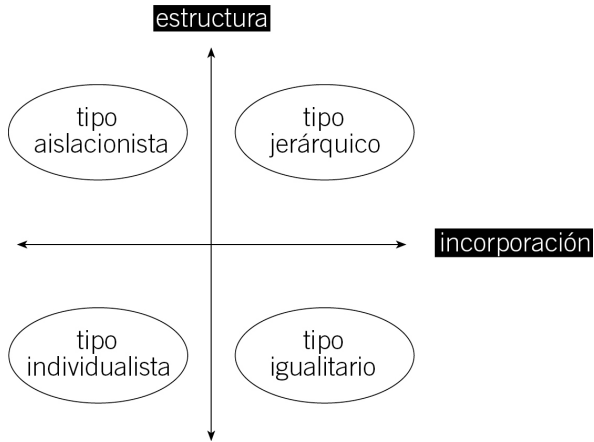 estructura
tipo
aislacionista
tipo
jerárquico
incorporación
tipo
individualista
tipo
igualitario